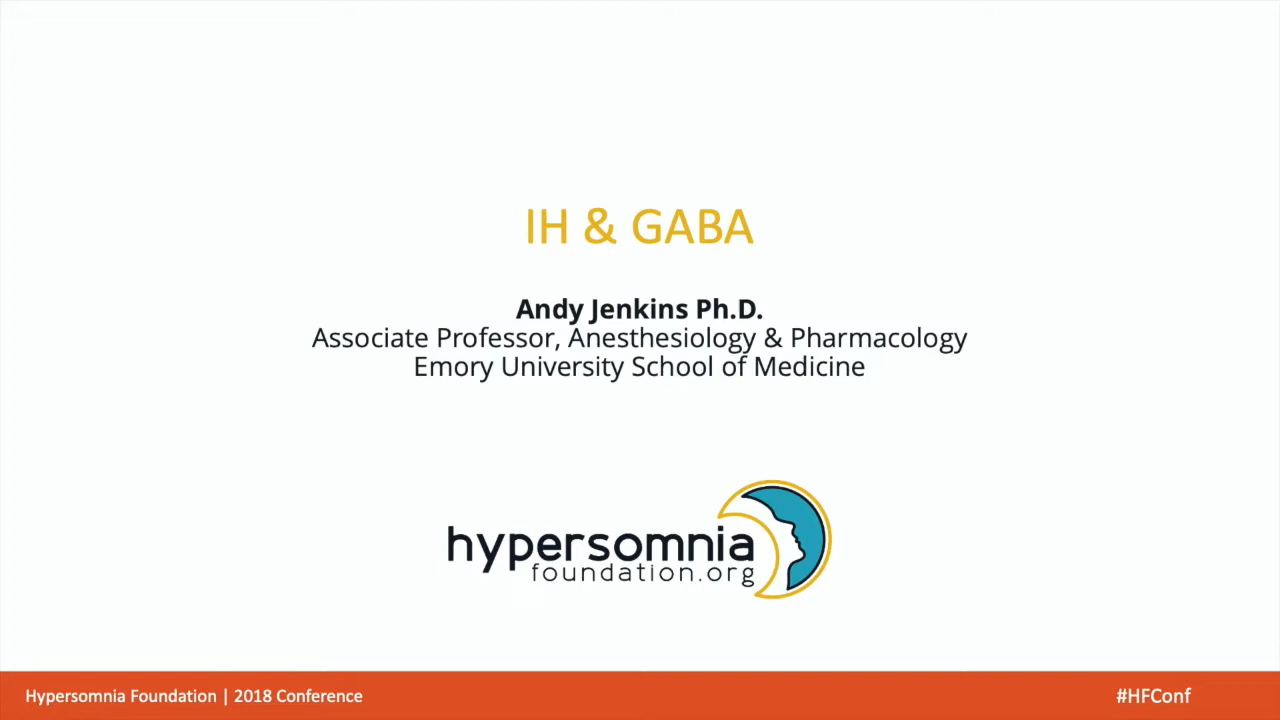 IH & GABA
Andy Jenkins Ph.D.
Associate Professor, Anesthesiology & Pharmacology
Emory University School of Medicine
hypersomnia
foundation.org
Hypersomnia Foundation | 2018 Conference
#HFConf